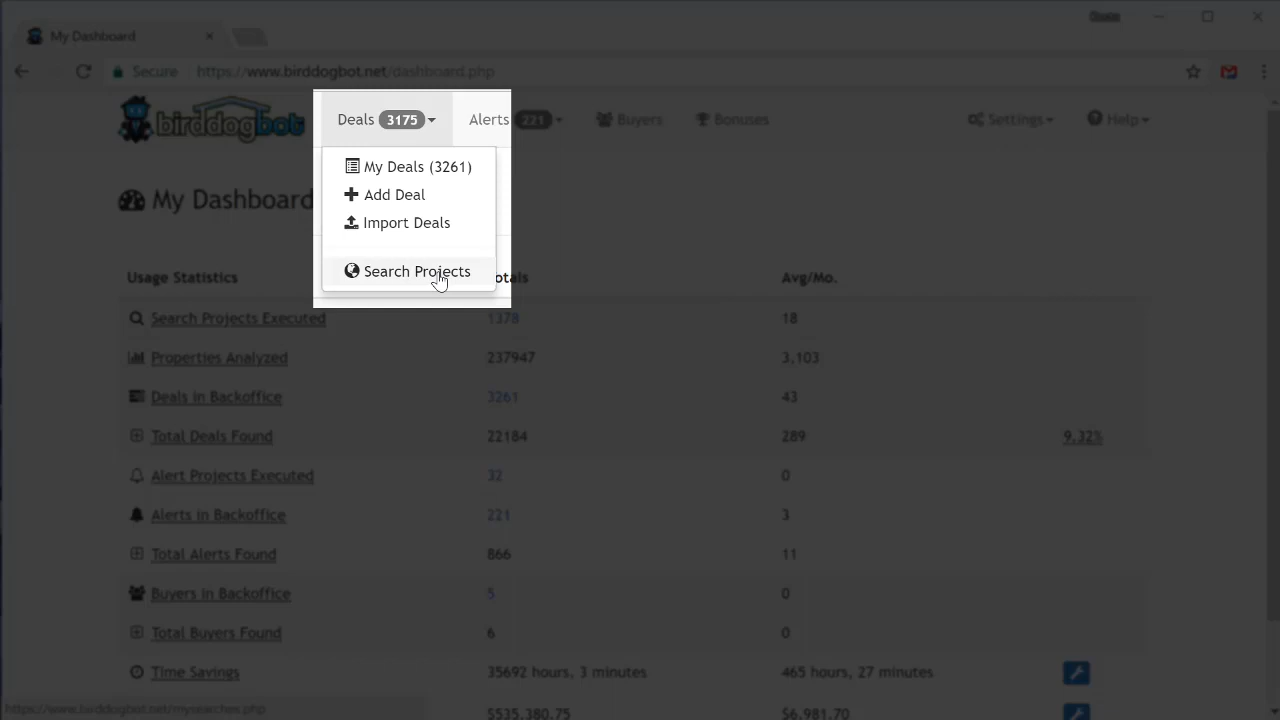 My Dashboard
Secure https://www.birddogbot.net/dashboard.php
birddogbot Deals 3175 Alerts 221 Buyers Bonuses Settings Help
My Deals (3261)
Add Deal
Import Deals
Search Projects
My Dashboard
Usage Statistics otals Avg/Mo.
Search Projects Executed 1378 18
Properties Analyzed 237947 3,103
Deals in Backoffice 3261 43
Total Deals Found 22184 289 9.32%
Alert Projects Executed 32 0
Alerts in Backoffice 221 3
Total Alerts Found 866 11
Buyers in Backoffice 5 0
Total Buyers Found 6 0
Time Savings 35692 hours, 3 minutes 465 hours, 27 minutes
$535,380.75 $6,981.70
https://www.birddogbot.net/mysearches.php